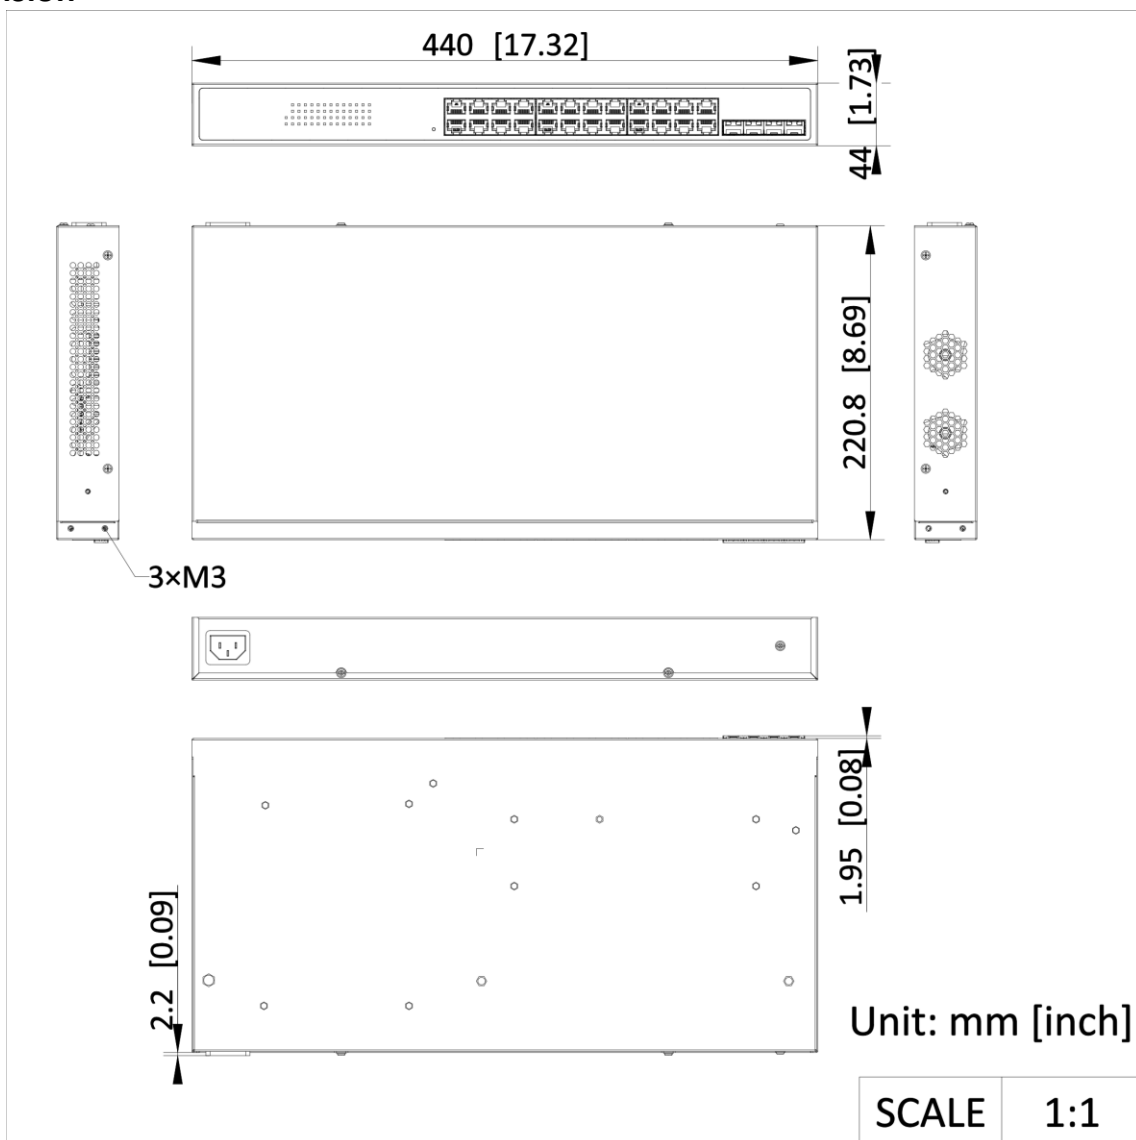 440 [17.32]
44 [1.73]
220.8 [8.69]
3×M3
1.95 [0.08]
2.2 [0.09]
Unit: mm [inch]
SCALE 1:1